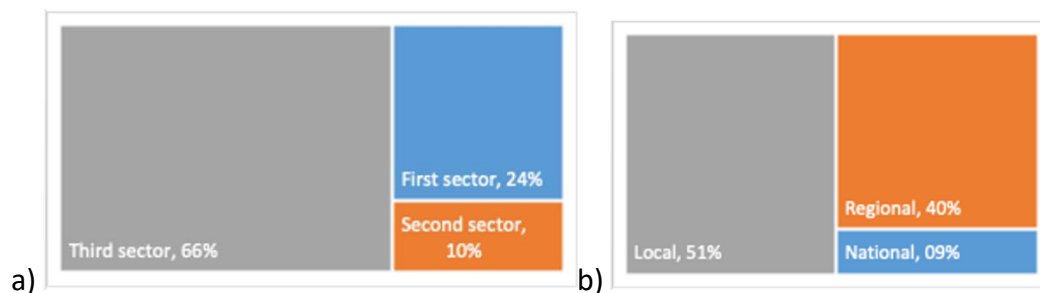 a)
Third sector, 66%
First sector, 24%
Second sector,
10%
b)
Local, 51%
Regional, 40%
National, 09%